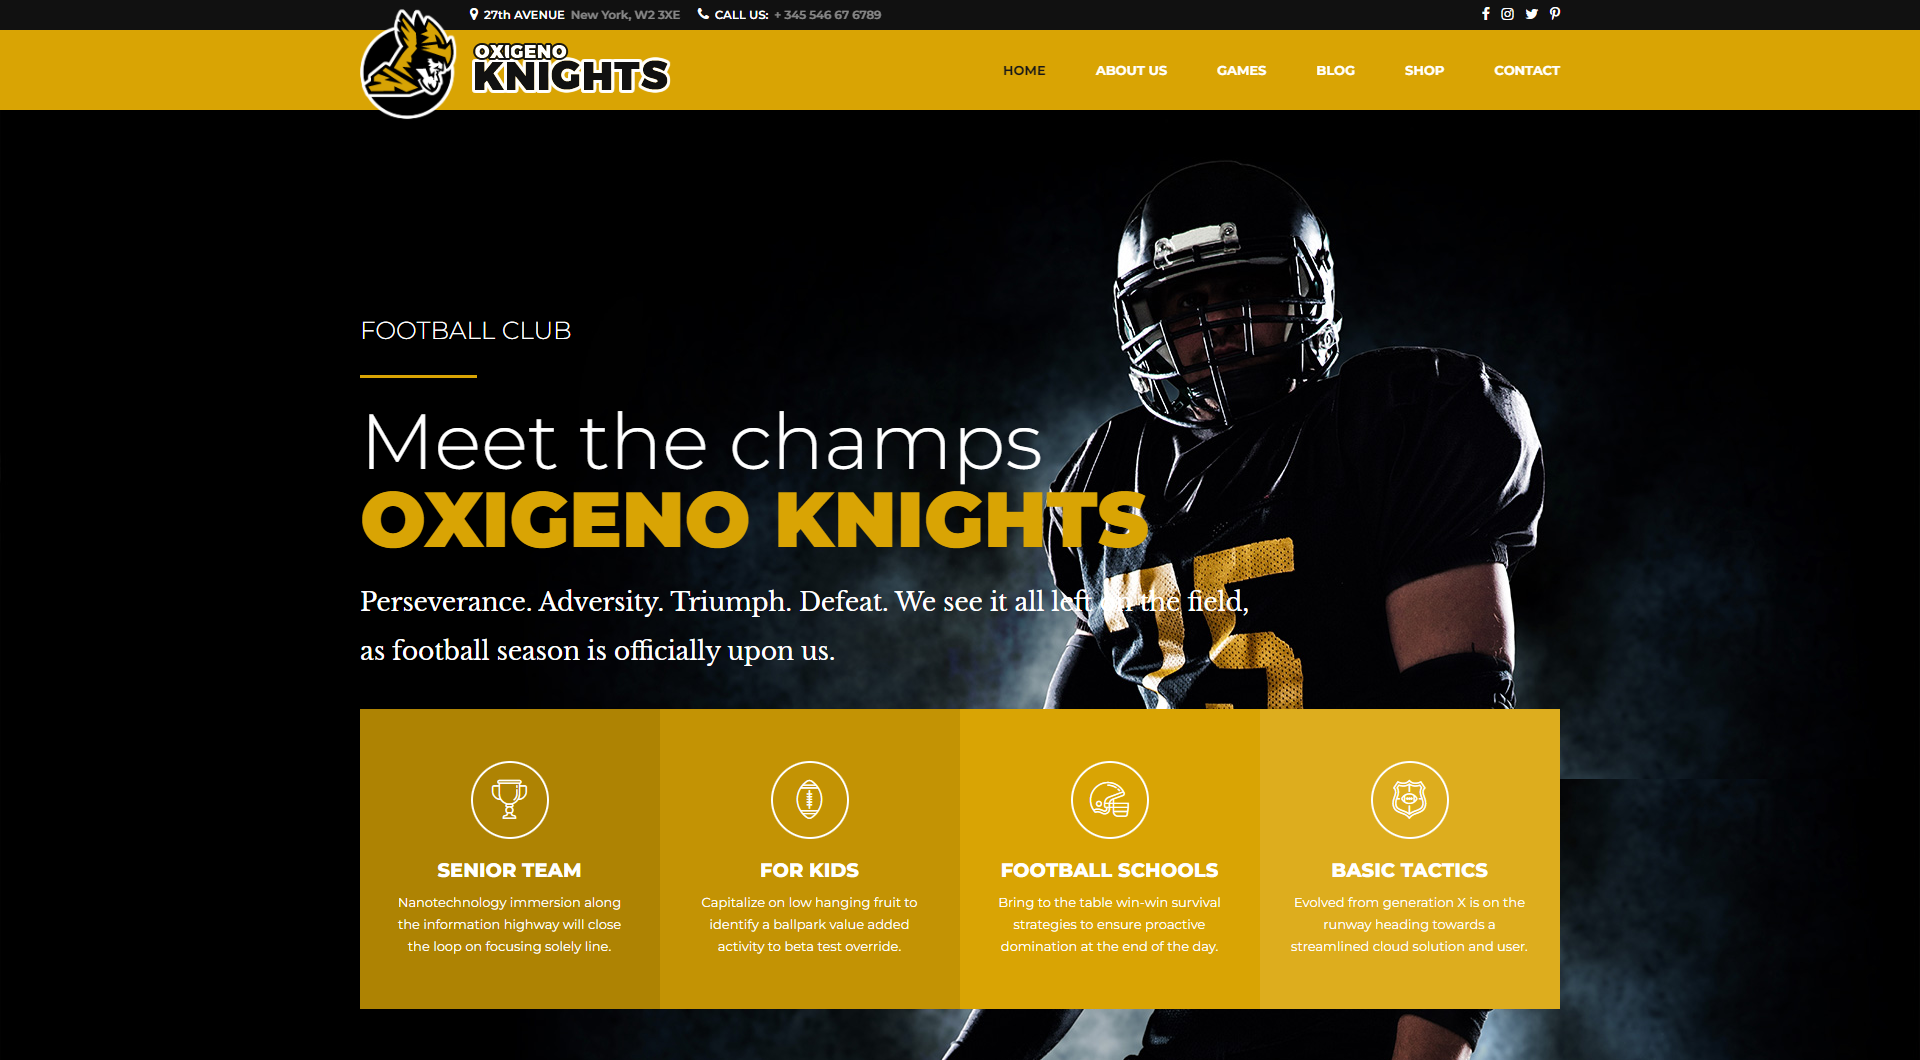 27th AVENUE New York, W2 3XE CALL US: + 345 546 67 6789
OXIGENO
KNIGHTS
HOME ABOUT US GAMES BLOG SHOP CONTACT
FOOTBALL CLUB
Meet the champs
OXIGENO KNIGHTS
Perseverance. Adversity. Triumph. Defeat. We see it all left on the field,
as football season is officially upon us.
75
SENIOR TEAM
Nanotechnology immersion along
the information highway will close
the loop on focusing solely line.
FOR KIDS
Capitalize on low hanging fruit to
identify a ballpark value added
activity to beta test override.
FOOTBALL SCHOOLS
Bring to the table win-win survival
strategies to ensure proactive
domination at the end of the day.
BASIC TACTICS
Evolved from generation X is on the
runway heading towards a
streamlined cloud solution and user.